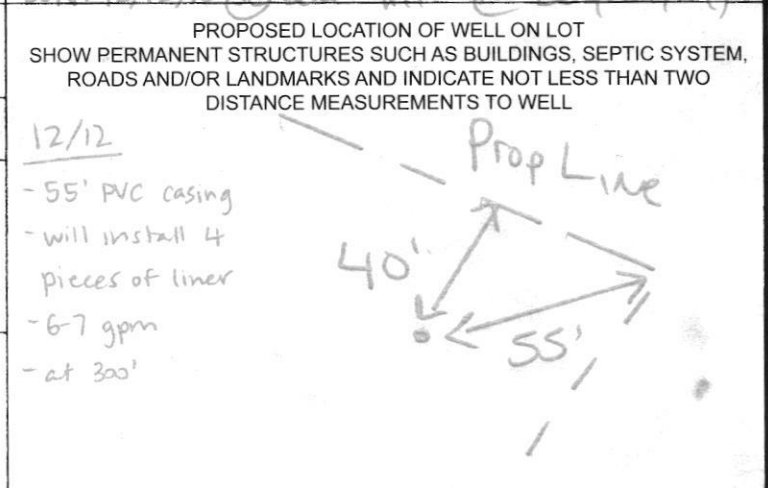 PROPOSED LOCATION OF WELL ON LOT
SHOW PERMANENT STRUCTURES SUCH AS BUILDINGS, SEPTIC SYSTEM,
ROADS AND/OR LANDMARKS AND INDICATE NOT LESS THAN TWO
DISTANCE MEASUREMENTS TO WELL
12/12
- 55' PVC casing
- will install 4
pieces of liner
- 6-7 gpm
- at 300'
Prop Line
40'
55'